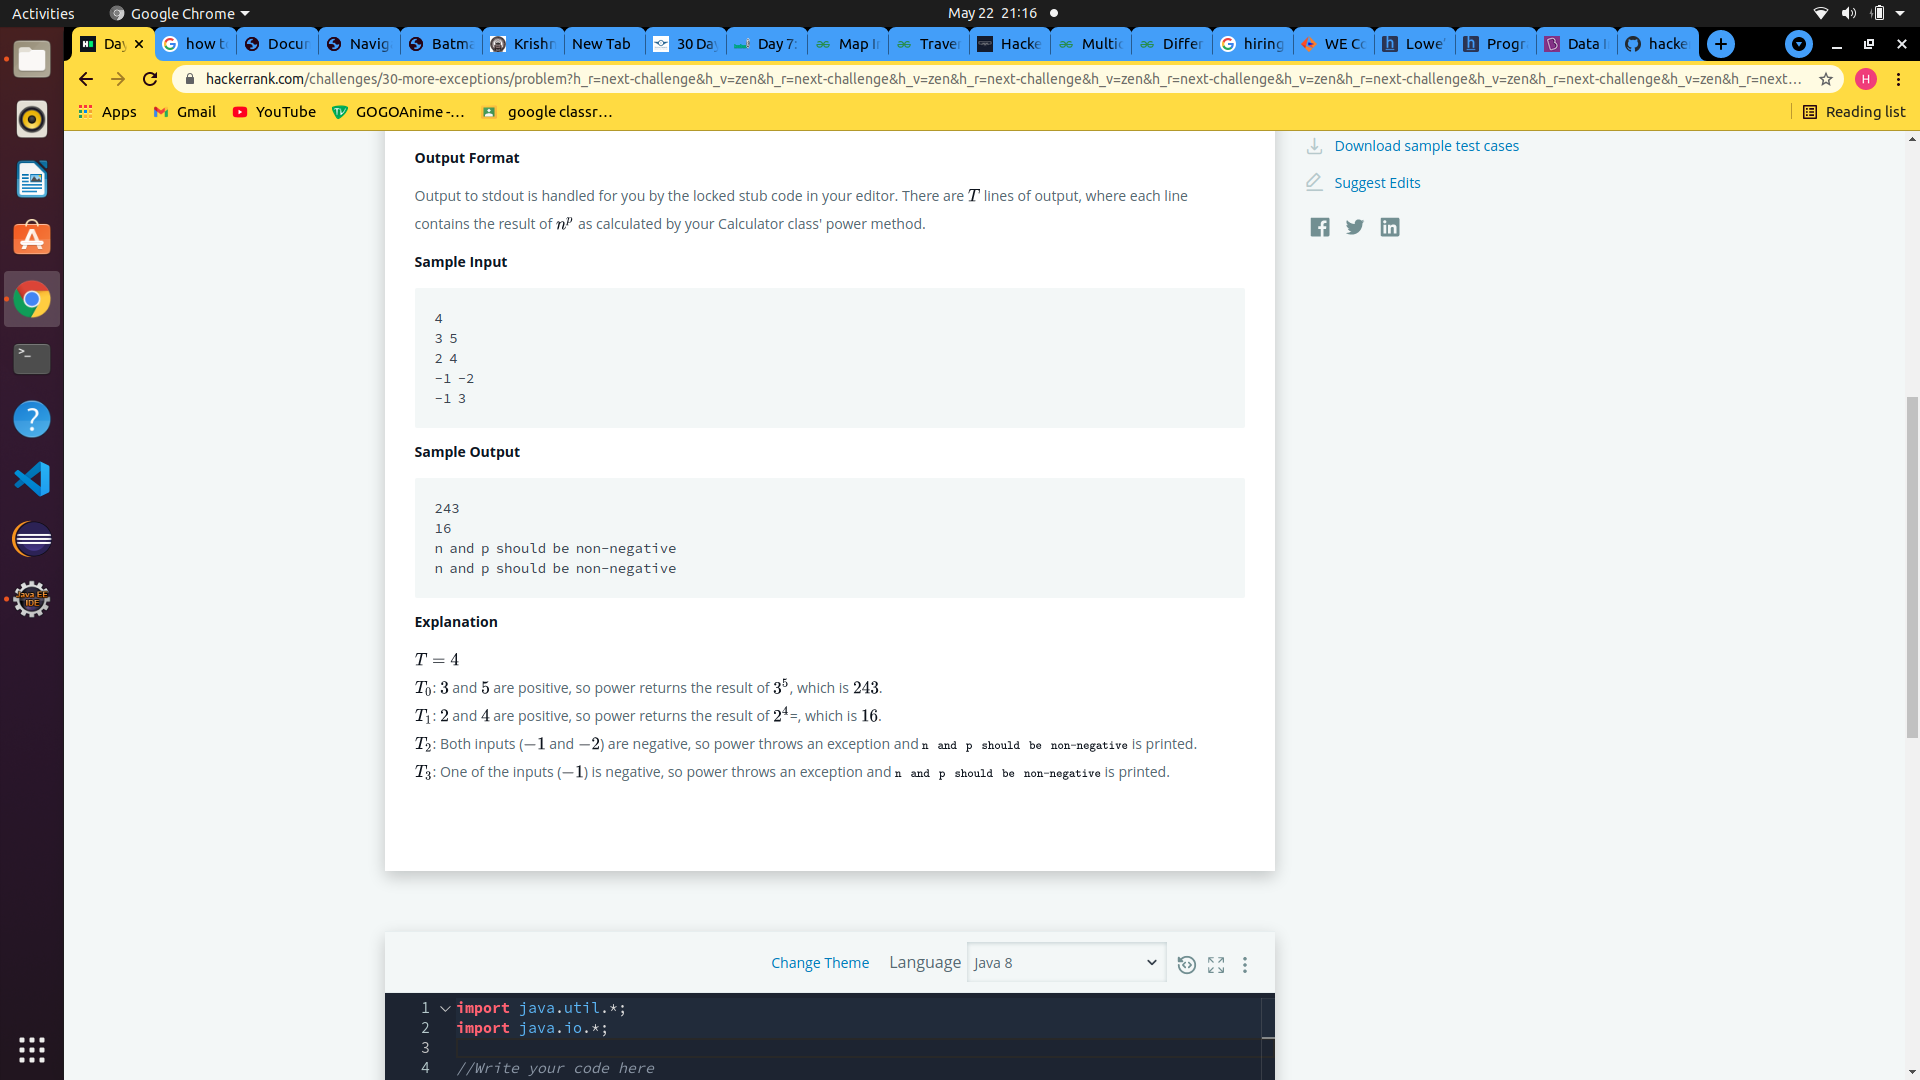 Activities
Google Chrome
May 22 21:16
Day
how t
Docur
Navig
Batma
Krishn
New Tab
30 Day
Day 7:
Map I
Traver
Hacke
Multi
Differ
hiring
WE Co
Lowe'
Progr
Data I
hacke
hackerrank.com/challenges/30-more-exceptions/problem?h_r=next-challenge&h_v=zen&h_r=next-challenge&h_v=zen&h_r=next-challenge&h_v=zen&h_r=next-challenge&h_v=zen&h_r=next-challenge&h_v=zen&h_r=next-challenge&h_v=zen&h_r=next...
H
Apps
Gmail
YouTube
GOGOAnime -...
google classr...
Reading list
Output Format
Output to stdout is handled for you by the locked stub code in your editor. There are T lines of output, where each line
contains the result of n^p as calculated by your Calculator class' power method.
Sample Input
4
3 5
2 4
-1 -2
-1 3
Sample Output
243
16
n and p should be non-negative
n and p should be non-negative
Explanation
T = 4
T0: 3 and 5 are positive, so power returns the result of 3^5, which is 243.
T1: 2 and 4 are positive, so power returns the result of 2^4=, which is 16.
T2: Both inputs (−1 and −2) are negative, so power throws an exception and n and p should be non-negative is printed.
T3: One of the inputs (−1) is negative, so power throws an exception and n and p should be non-negative is printed.
Download sample test cases
Suggest Edits
Change Theme
Language
Java 8
1 import java.util.*;
2 import java.io.*;
3
4 //Write your code here
Java EE
IDE